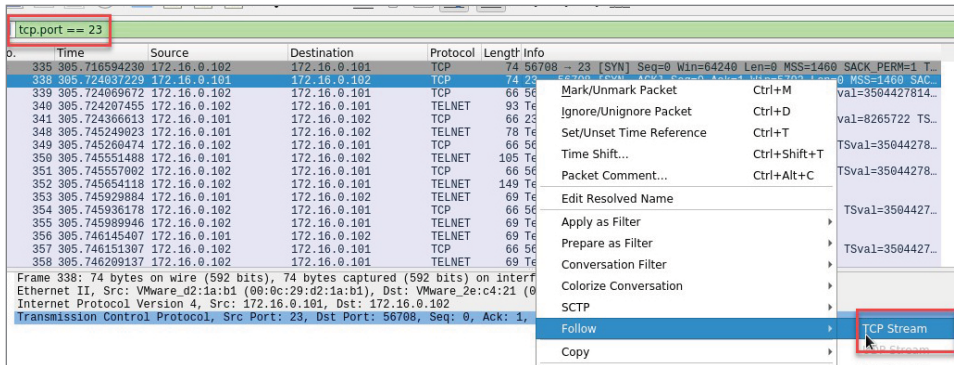 tcp.port == 23
o. Time Source Destination Protocol Length Info
335 305.716594230 172.16.0.102 172.16.0.101 TCP 74 56708 → 23 [SYN] Seq=0 Win=64240 Len=0 MSS=1460 SACK_PERM=1 T…
338 305.724037229 172.16.0.101 172.16.0.102 TCP 74 23 MSS=1460 SAC…
339 305.724069672 172.16.0.102 172.16.0.101 TCP 66 56 val=3504427814…
340 305.724207455 172.16.0.102 172.16.0.101 TELNET 93 Te
341 305.724366613 172.16.0.101 172.16.0.102 TCP 66 23 val=8265722 TS…
348 305.745249023 172.16.0.101 172.16.0.102 TELNET 78 Te
349 305.745260474 172.16.0.102 172.16.0.101 TCP 66 56 TSval=35044278…
350 305.745551488 172.16.0.101 172.16.0.102 TELNET 105 Te
351 305.745557002 172.16.0.102 172.16.0.101 TCP 66 56 TSval=35044278…
352 305.745654118 172.16.0.102 172.16.0.101 TELNET 149 Te
353 305.745929884 172.16.0.101 172.16.0.102 TELNET 69 Te
354 305.745936178 172.16.0.102 172.16.0.101 TCP 66 56 TSval=3504427…
355 305.745989946 172.16.0.102 172.16.0.101 TELNET 69 Te
356 305.746145407 172.16.0.101 172.16.0.102 TELNET 69 Te
357 305.746151307 172.16.0.102 172.16.0.101 TCP 66 56 TSval=3504427…
358 305.746209137 172.16.0.102 172.16.0.101 TELNET 69 Te
Frame 338: 74 bytes on wire (592 bits), 74 bytes captured (592 bits) on interf
Ethernet II, Src: VMware_d2:1a:b1 (00:0c:29:d2:1a:b1), Dst: VMware_2e:c4:21 (0
Internet Protocol Version 4, Src: 172.16.0.101, Dst: 172.16.0.102
Transmission Control Protocol, Src Port: 23, Dst Port: 56708, Seq: 0, Ack: 1,
Mark/Unmark Packet Ctrl+M
Ignore/Unignore Packet Ctrl+D
Set/Unset Time Reference Ctrl+T
Time Shift... Ctrl+Shift+T
Packet Comment... Ctrl+Alt+C
Edit Resolved Name
Apply as Filter
Prepare as Filter
Conversation Filter
Colorize Conversation
SCTP
Follow
Copy
TCP Stream